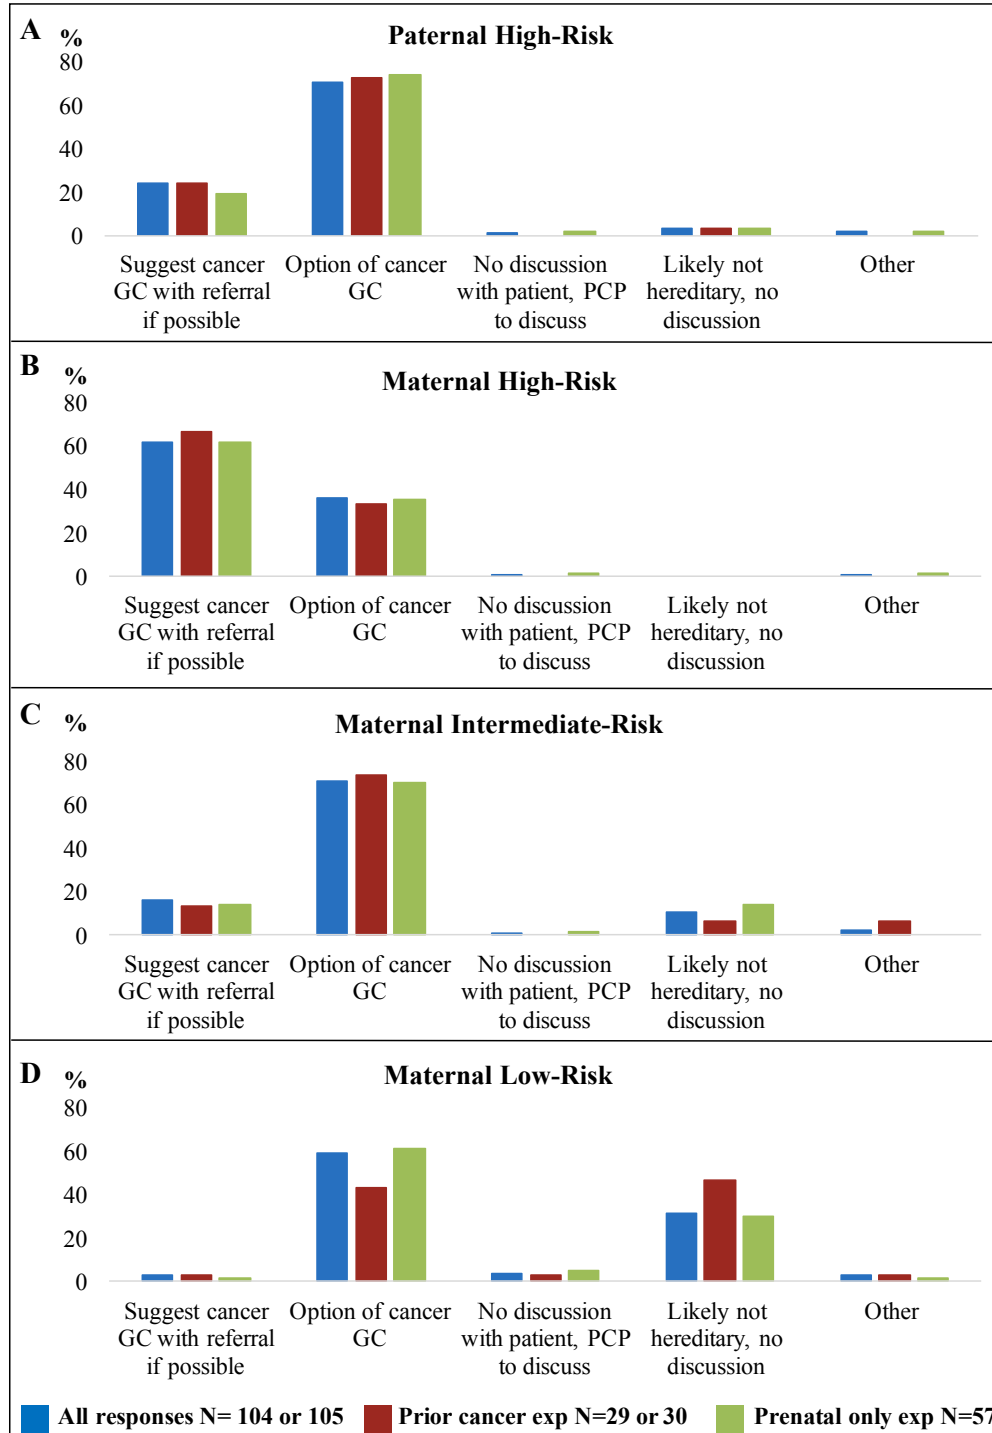 A
%
Paternal High-Risk
80
60
40
20
0
Suggest cancer GC with referral if possible
Option of cancer GC
No discussion with patient, PCP to discuss
Likely not hereditary, no discussion
Other
B
%
Maternal High-Risk
80
60
40
20
0
Suggest cancer GC with referral if possible
Option of cancer GC
No discussion with patient, PCP to discuss
Likely not hereditary, no discussion
Other
C
%
Maternal Intermediate-Risk
80
60
40
20
0
Suggest cancer GC with referral if possible
Option of cancer GC
No discussion with patient, PCP to discuss
Likely not hereditary, no discussion
Other
D
%
Maternal Low-Risk
80
60
40
20
0
Suggest cancer GC with referral if possible
Option of cancer GC
No discussion with patient, PCP to discuss
Likely not hereditary, no discussion
Other
All responses N= 104 or 105
Prior cancer exp N=29 or 30
Prenatal only exp N=57